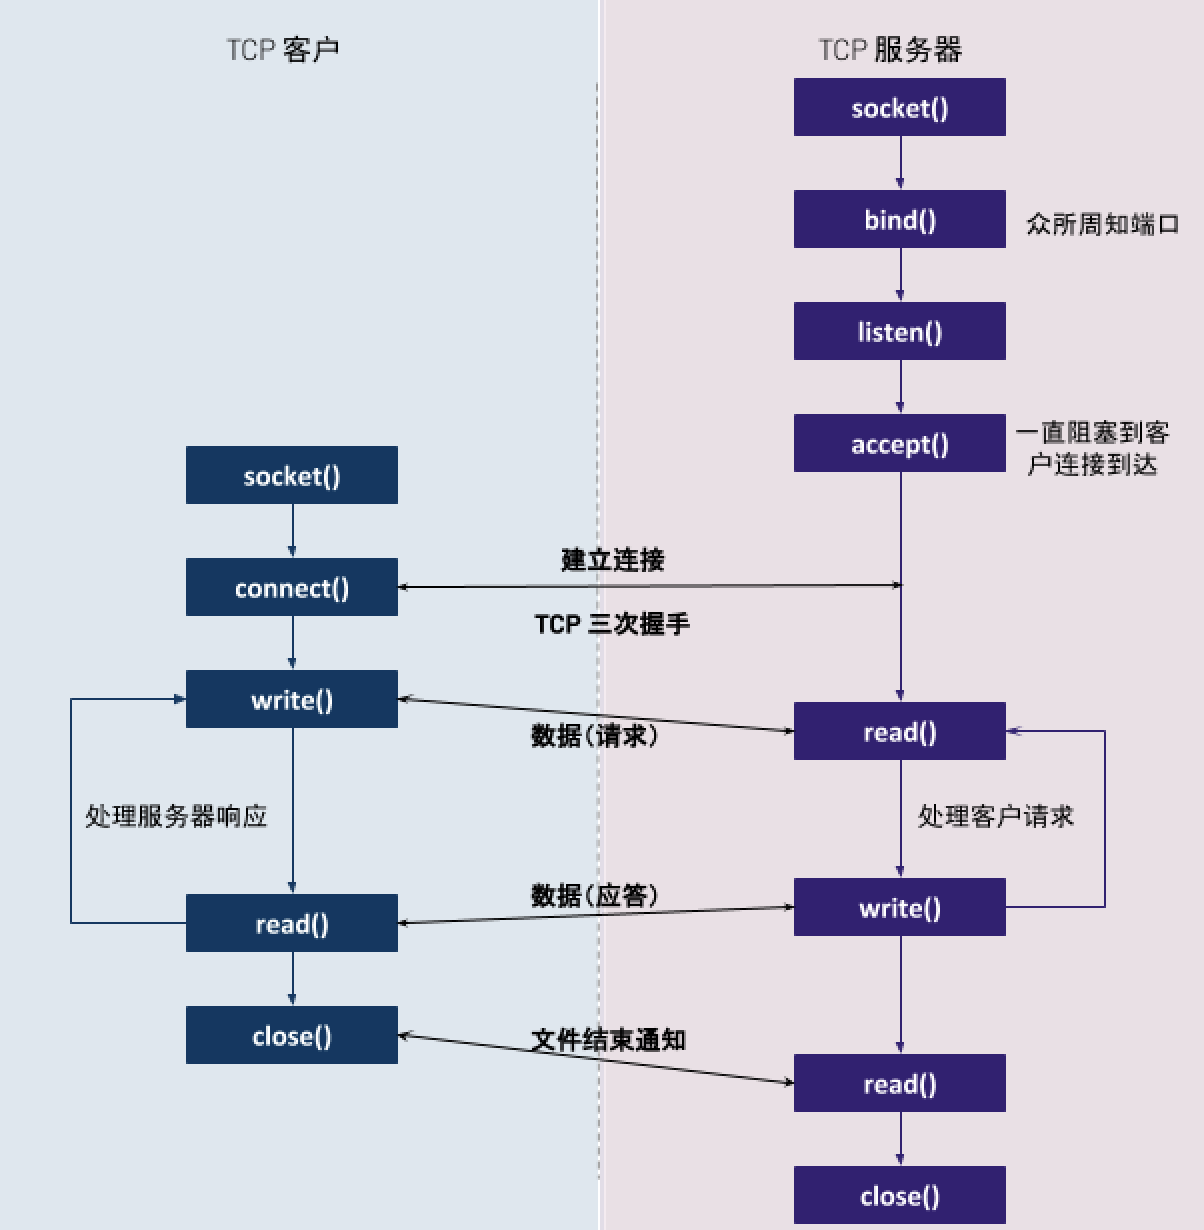 TCP 客户
socket()
connect()
write()
处理服务器响应
read()
close()
建立连接
TCP 三次握手
数据(请求)
数据(应答)
文件结束通知
TCP 服务器
socket()
bind()
众所周知端口
listen()
accept()
一直阻塞到客
户连接到达
read()
处理客户请求
write()
read()
close()